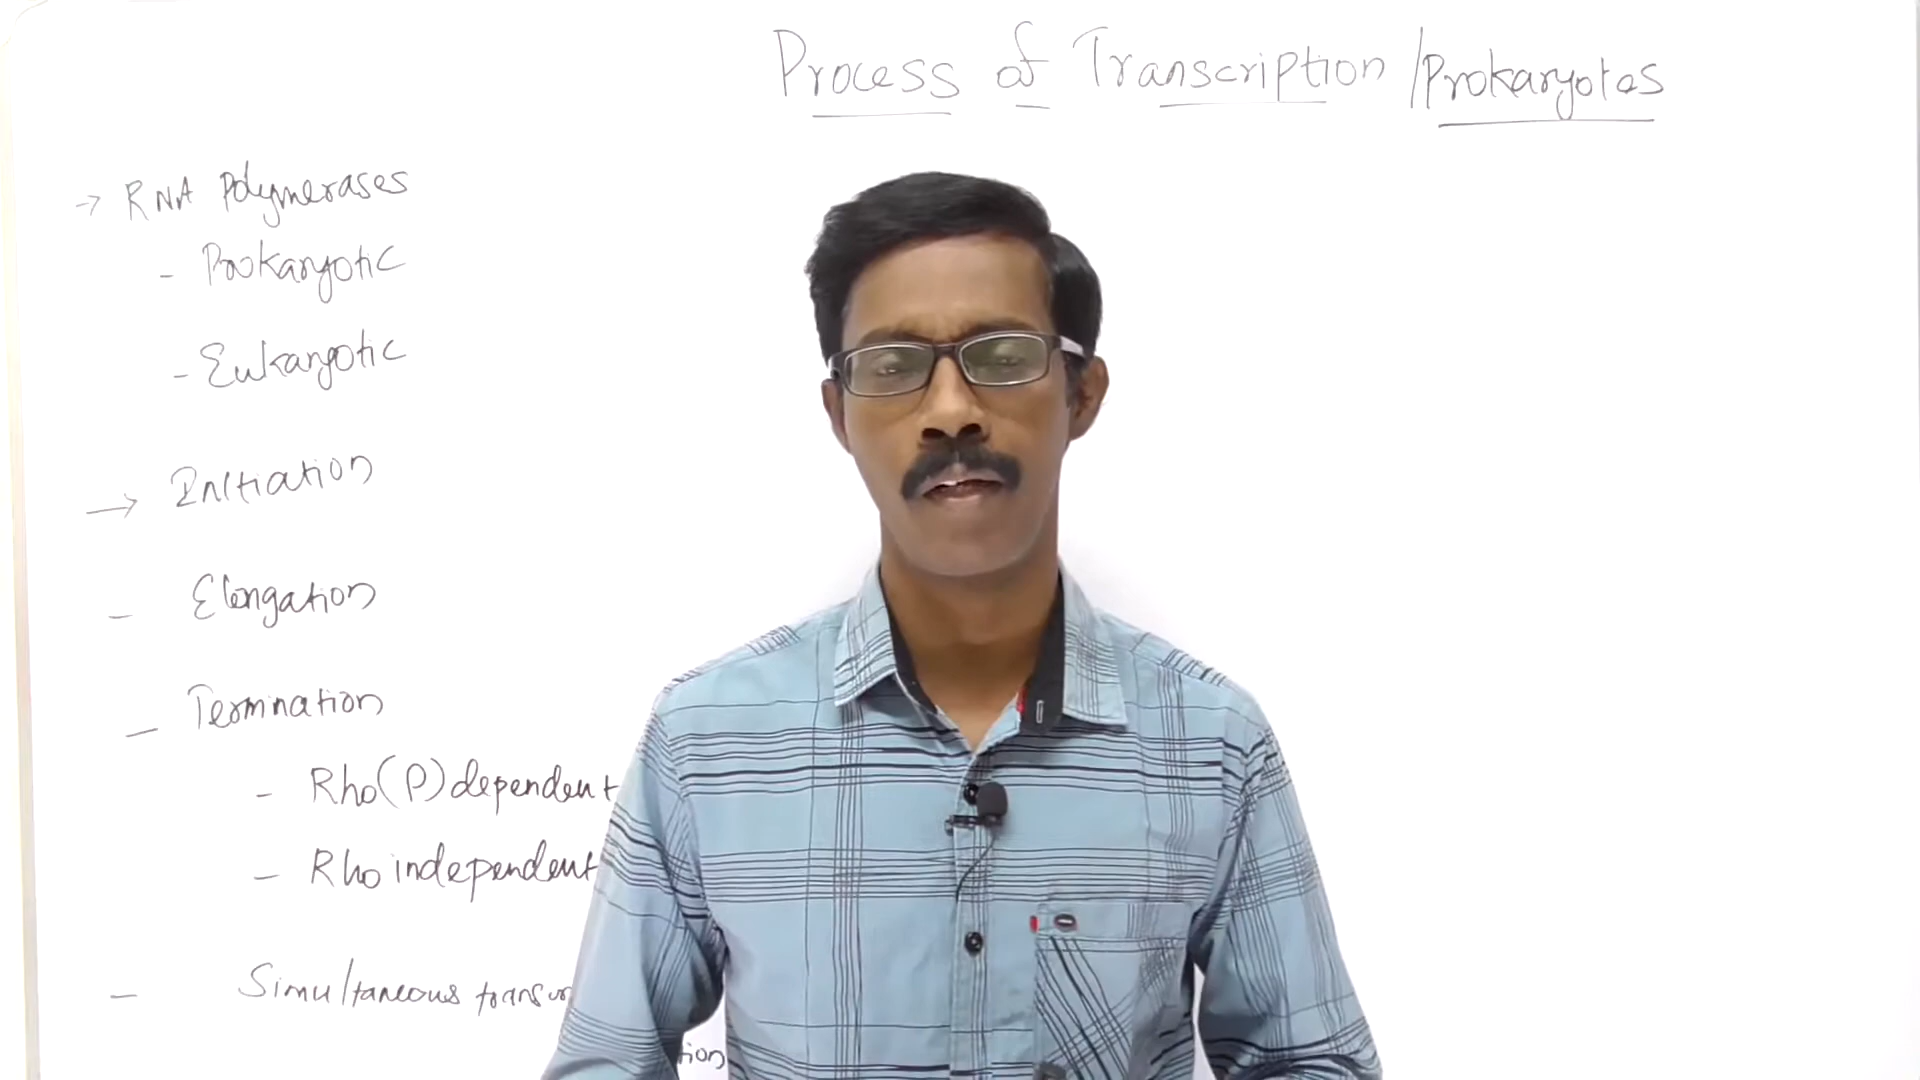 Process of Transcription /Prokaryotes
→ RNA Polymerases
- Prokaryotic
- Eukaryotic
→ Initiation
- Elongation
- Termination
- Rho(ρ) dependent
- Rho independent
- Simultaneous